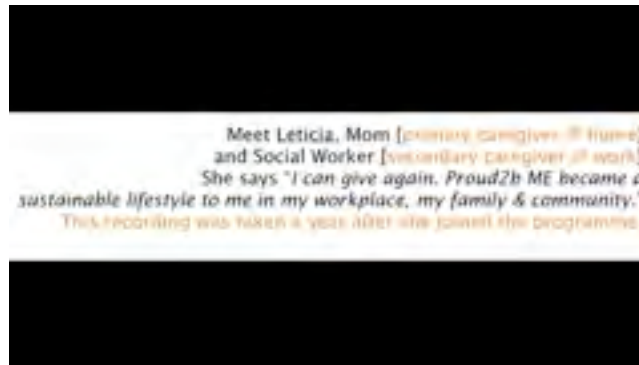 Meet Leticia, Mom [primary caregiver @ home]
and Social Worker [secondary caregiver @ work]
She says "I can give again. Proud2b ME became a
sustainable lifestyle to me in my workplace, my family & community."
This recording was taken a year after she joined the programme.